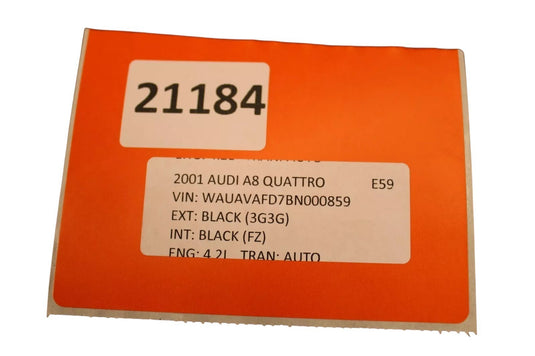 21184
2001 AUDI A8 QUATTRO E59
VIN: WAUAVAFD7BN000859
EXT: BLACK (3G3G)
INT: BLACK (FZ)
ENG: 4.2L TRAN: AUTO